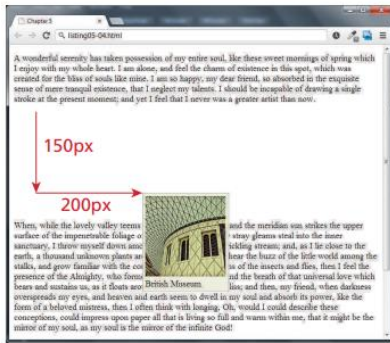 Chapter 5
listing05-04.html
A wonderful serenity has taken possession of my entire soul, like these sweet mornings of spring which
I enjoy with my whole heart. I am alone, and feel the charm of existence in this spot, which was
created for the bliss of souls like mine. I am so happy, my dear friend, so absorbed in the exquisite
sense of mere tranquil existence, that I neglect my talents. I should be incapable of drawing a single
stroke at the present moment; and yet I feel that I never was a greater artist than now.
150px
200px
When, while the lovely valley teems and the meridian sun strikes the upper
surface of the impenetrable foliage o stray gleams steal into the inner
sanctuary, I throw myself down amo ickling stream; and, as I lie close to the
earth, a thousand unknown plants ar hear the buzz of the little world among the
stalks, and grow familiar with the co s of the insects and flies, then I feel the
presence of the Almighty, who form nd the breath of that universal love which
bears and sustains us, as it floats aro lis; and then, my friend, when darkness
British Museum
overspreads my eyes, and heaven and earth seem to dwell in my soul and absorb its power, like the
form of a beloved mistress, then I often think with longing, Oh, would I could describe these
conceptions, could impress upon paper all that is living so full and warm within me, that it might be the
mirror of my soul, as my soul is the mirror of the infinite God!